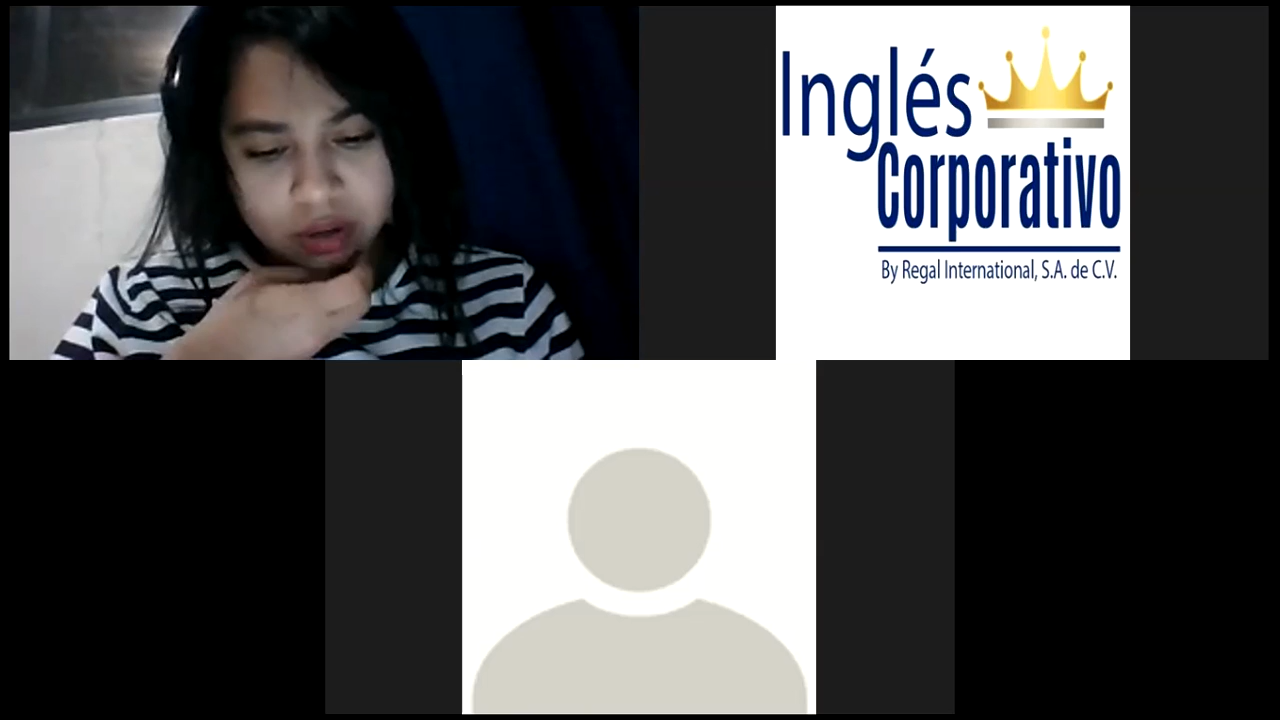 Inglés
Corporativo
By Regal International, S.A. de C.V.